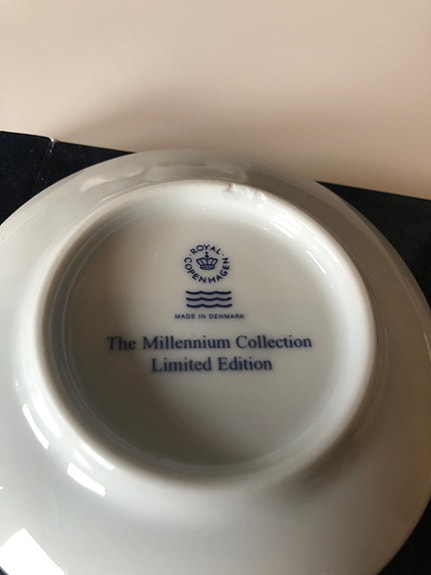 ROYAL
COPENHAGEN
MADE IN DENMARK
The Millennium Collection
Limited Edition